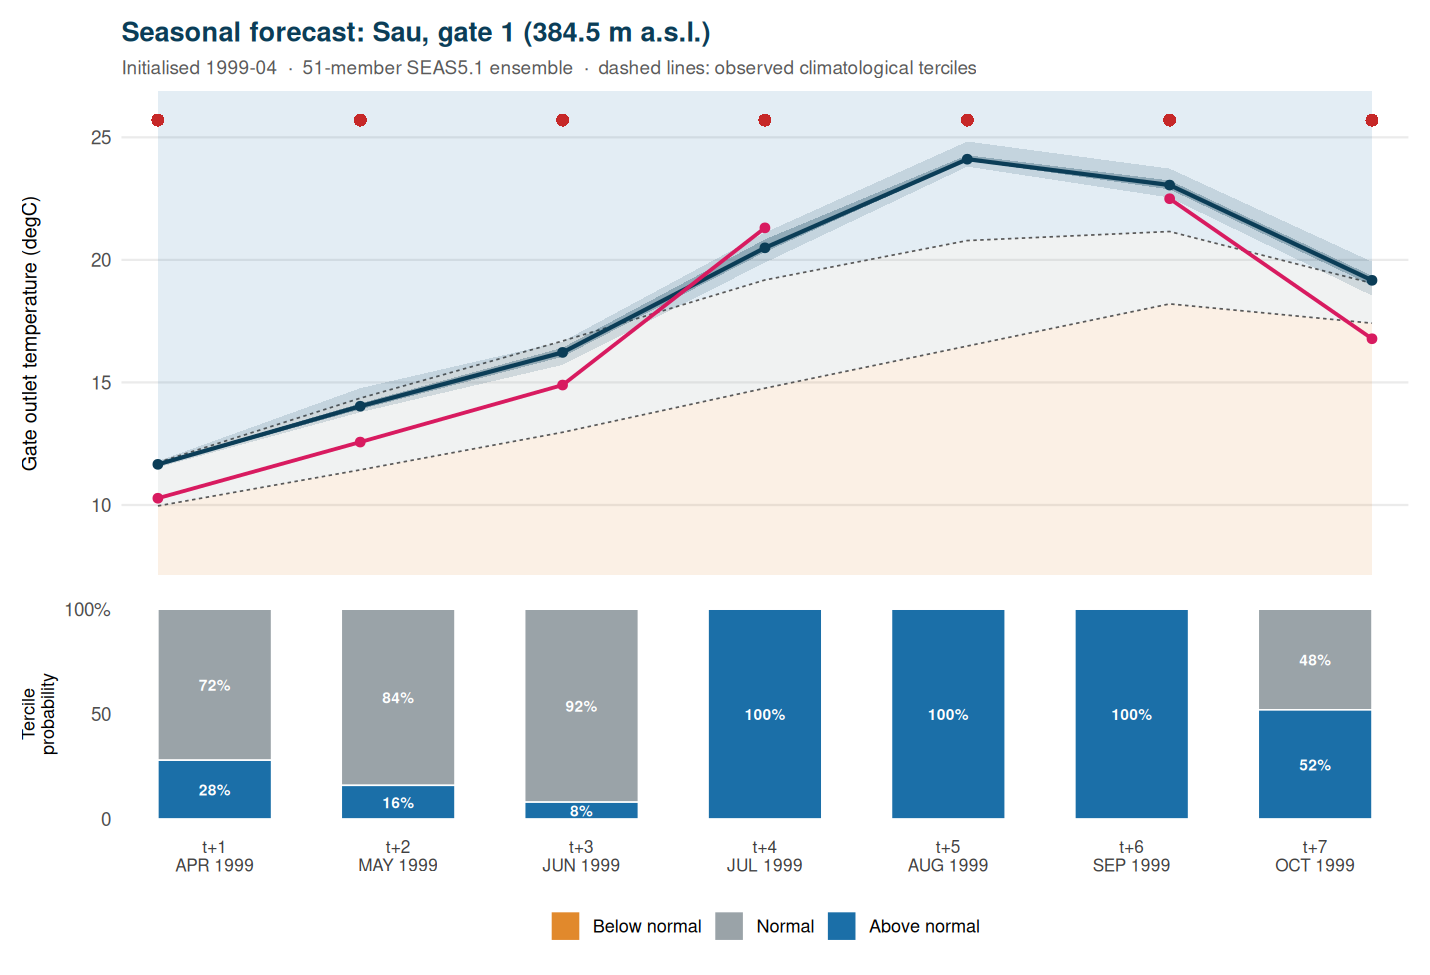 Seasonal forecast: Sau, gate 1 (384.5 m a.s.l.)
Initialised 1999-04 · 51-member SEAS5.1 ensemble · dashed lines: observed climatological terciles
Gate outlet temperature (degC)
25
20
15
10
Tercile
probability
100%
50
0
72%
84%
92%
48%
100%
100%
100%
28%
16%
8%
52%
t+1
APR 1999
t+2
MAY 1999
t+3
JUN 1999
t+4
JUL 1999
t+5
AUG 1999
t+6
SEP 1999
t+7
OCT 1999
Below normal
Normal
Above normal